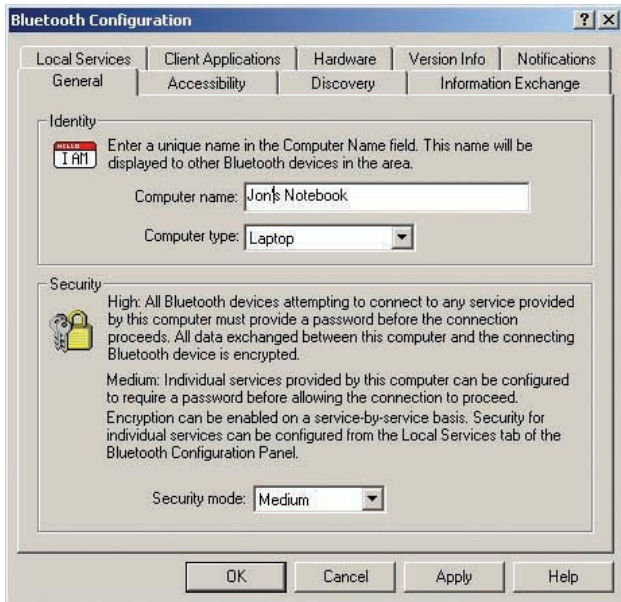 Bluetooth Configuration
Local Services Client Applications Hardware Version Info Notifications
General Accessibility Discovery Information Exchange
Identity
HELLO
I AM
Enter a unique name in the Computer Name field. This name will be
displayed to other Bluetooth devices in the area.
Computer name: Jon's Notebook
Computer type: Laptop
Security
High: All Bluetooth devices attempting to connect to any service provided
by this computer must provide a password before the connection
proceeds. All data exchanged between this computer and the connecting
Bluetooth device is encrypted.
Medium: Individual services provided by this computer can be configured
to require a password before allowing the connection to proceed.
Encryption can be enabled on a service-by-service basis. Security for
individual services can be configured from the Local Services tab of the
Bluetooth Configuration Panel.
Security mode: Medium
OK Cancel Apply Help